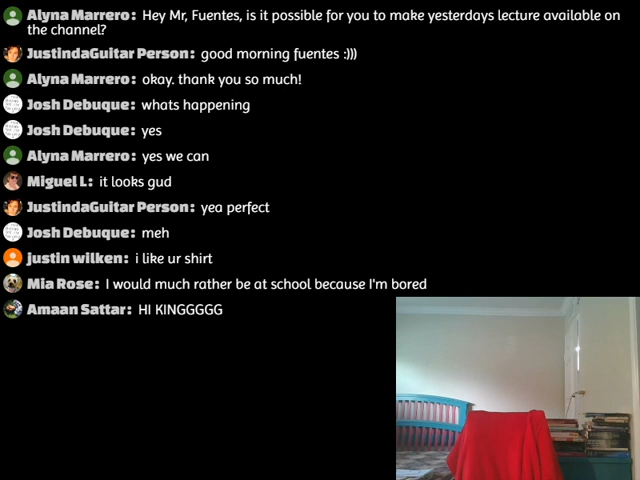 Alyna Marrero: Hey Mr, Fuentes, is it possible for you to make yesterdays lecture available on
the channel?
JustindaGuitar Person: good morning fuentes :)))
Alyna Marrero: okay. thank you so much!
Josh Debuque: whats happening
Josh Debuque: yes
Alyna Marrero: yes we can
Miguel L: it looks gud
JustindaGuitar Person: yea perfect
Josh Debuque: meh
justin wilken: i like ur shirt
Mia Rose: I would much rather be at school because I'm bored
Amaan Sattar: HI KINGGGGG